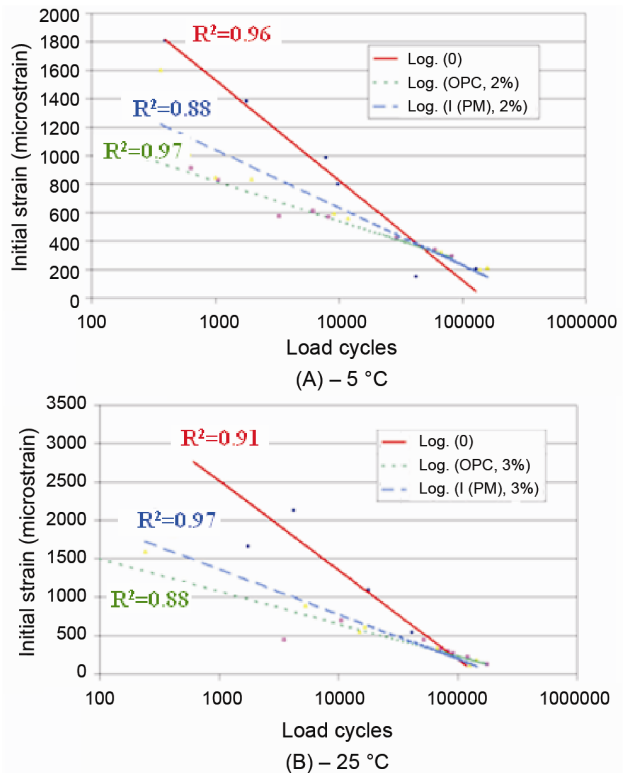 R²=0.96
R²=0.88
R²=0.97
Log. (0)
Log. (OPC, 2%)
Log. (I (PM), 2%)
Initial strain (microstrain)
2000
1800
1600
1400
1200
1000
800
600
400
200
0
100 1000 10000 100000 1000000
Load cycles
(A) – 5 °C
R²=0.91
R²=0.97
R²=0.88
Log. (0)
Log. (OPC, 3%)
Log. (I (PM), 3%)
Initial strain (microstrain)
3500
3000
2500
2000
1500
1000
500
0
100 1000 10000 100000 1000000
Load cycles
(B) – 25 °C